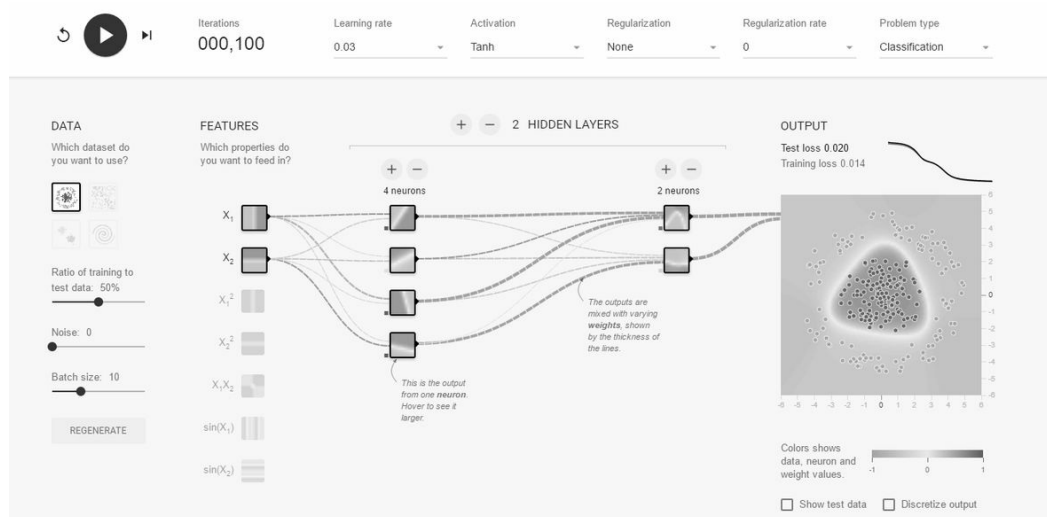 Iterations
000,100
Learning rate
0.03
Activation
Tanh
Regularization
None
Regularization rate
0
Problem type
Classification
DATA
Which dataset do
you want to use?
Ratio of training to
test data: 50%
Noise: 0
Batch size: 10
REGENERATE
FEATURES
Which properties do
you want to feed in?
X₁
X₂
X₁²
X₂²
X₁X₂
sin(X₁)
sin(X₂)
+ − 2 HIDDEN LAYERS
+ −
4 neurons
This is the output
from one neuron.
Hover to see it
larger.
+ −
2 neurons
The outputs are
mixed with varying
weights, shown
by the thickness of
the lines.
OUTPUT
Test loss 0.020
Training loss 0.014
6
5
4
3
2
1
0
-1
-2
-3
-4
-5
-6
-6 -5 -4 -3 -2 -1 0 1 2 3 4 5 6
Colors shows
data, neuron and
weight values.
-1 0 1
Show test data
Discretize output